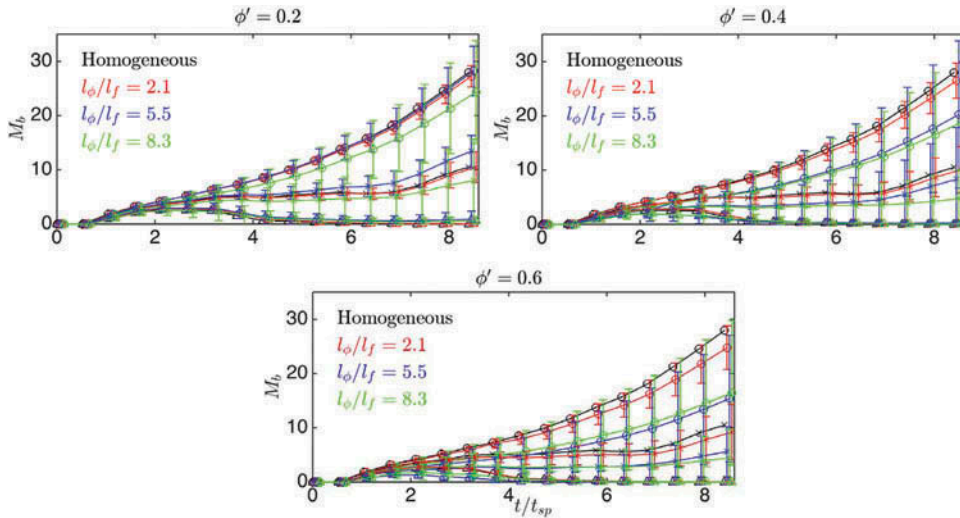 ϕ′ = 0.2
30
20
10
0
M_b
Homogeneous
l_ϕ/l_f = 2.1
l_ϕ/l_f = 5.5
l_ϕ/l_f = 8.3
0 2 4 6 8
ϕ′ = 0.4
30
20
10
0
M_b
Homogeneous
l_ϕ/l_f = 2.1
l_ϕ/l_f = 5.5
l_ϕ/l_f = 8.3
0 2 4 6 8
ϕ′ = 0.6
30
20
10
0
M_b
Homogeneous
l_ϕ/l_f = 2.1
l_ϕ/l_f = 5.5
l_ϕ/l_f = 8.3
0 2 4 6 8
t/t_{sp}